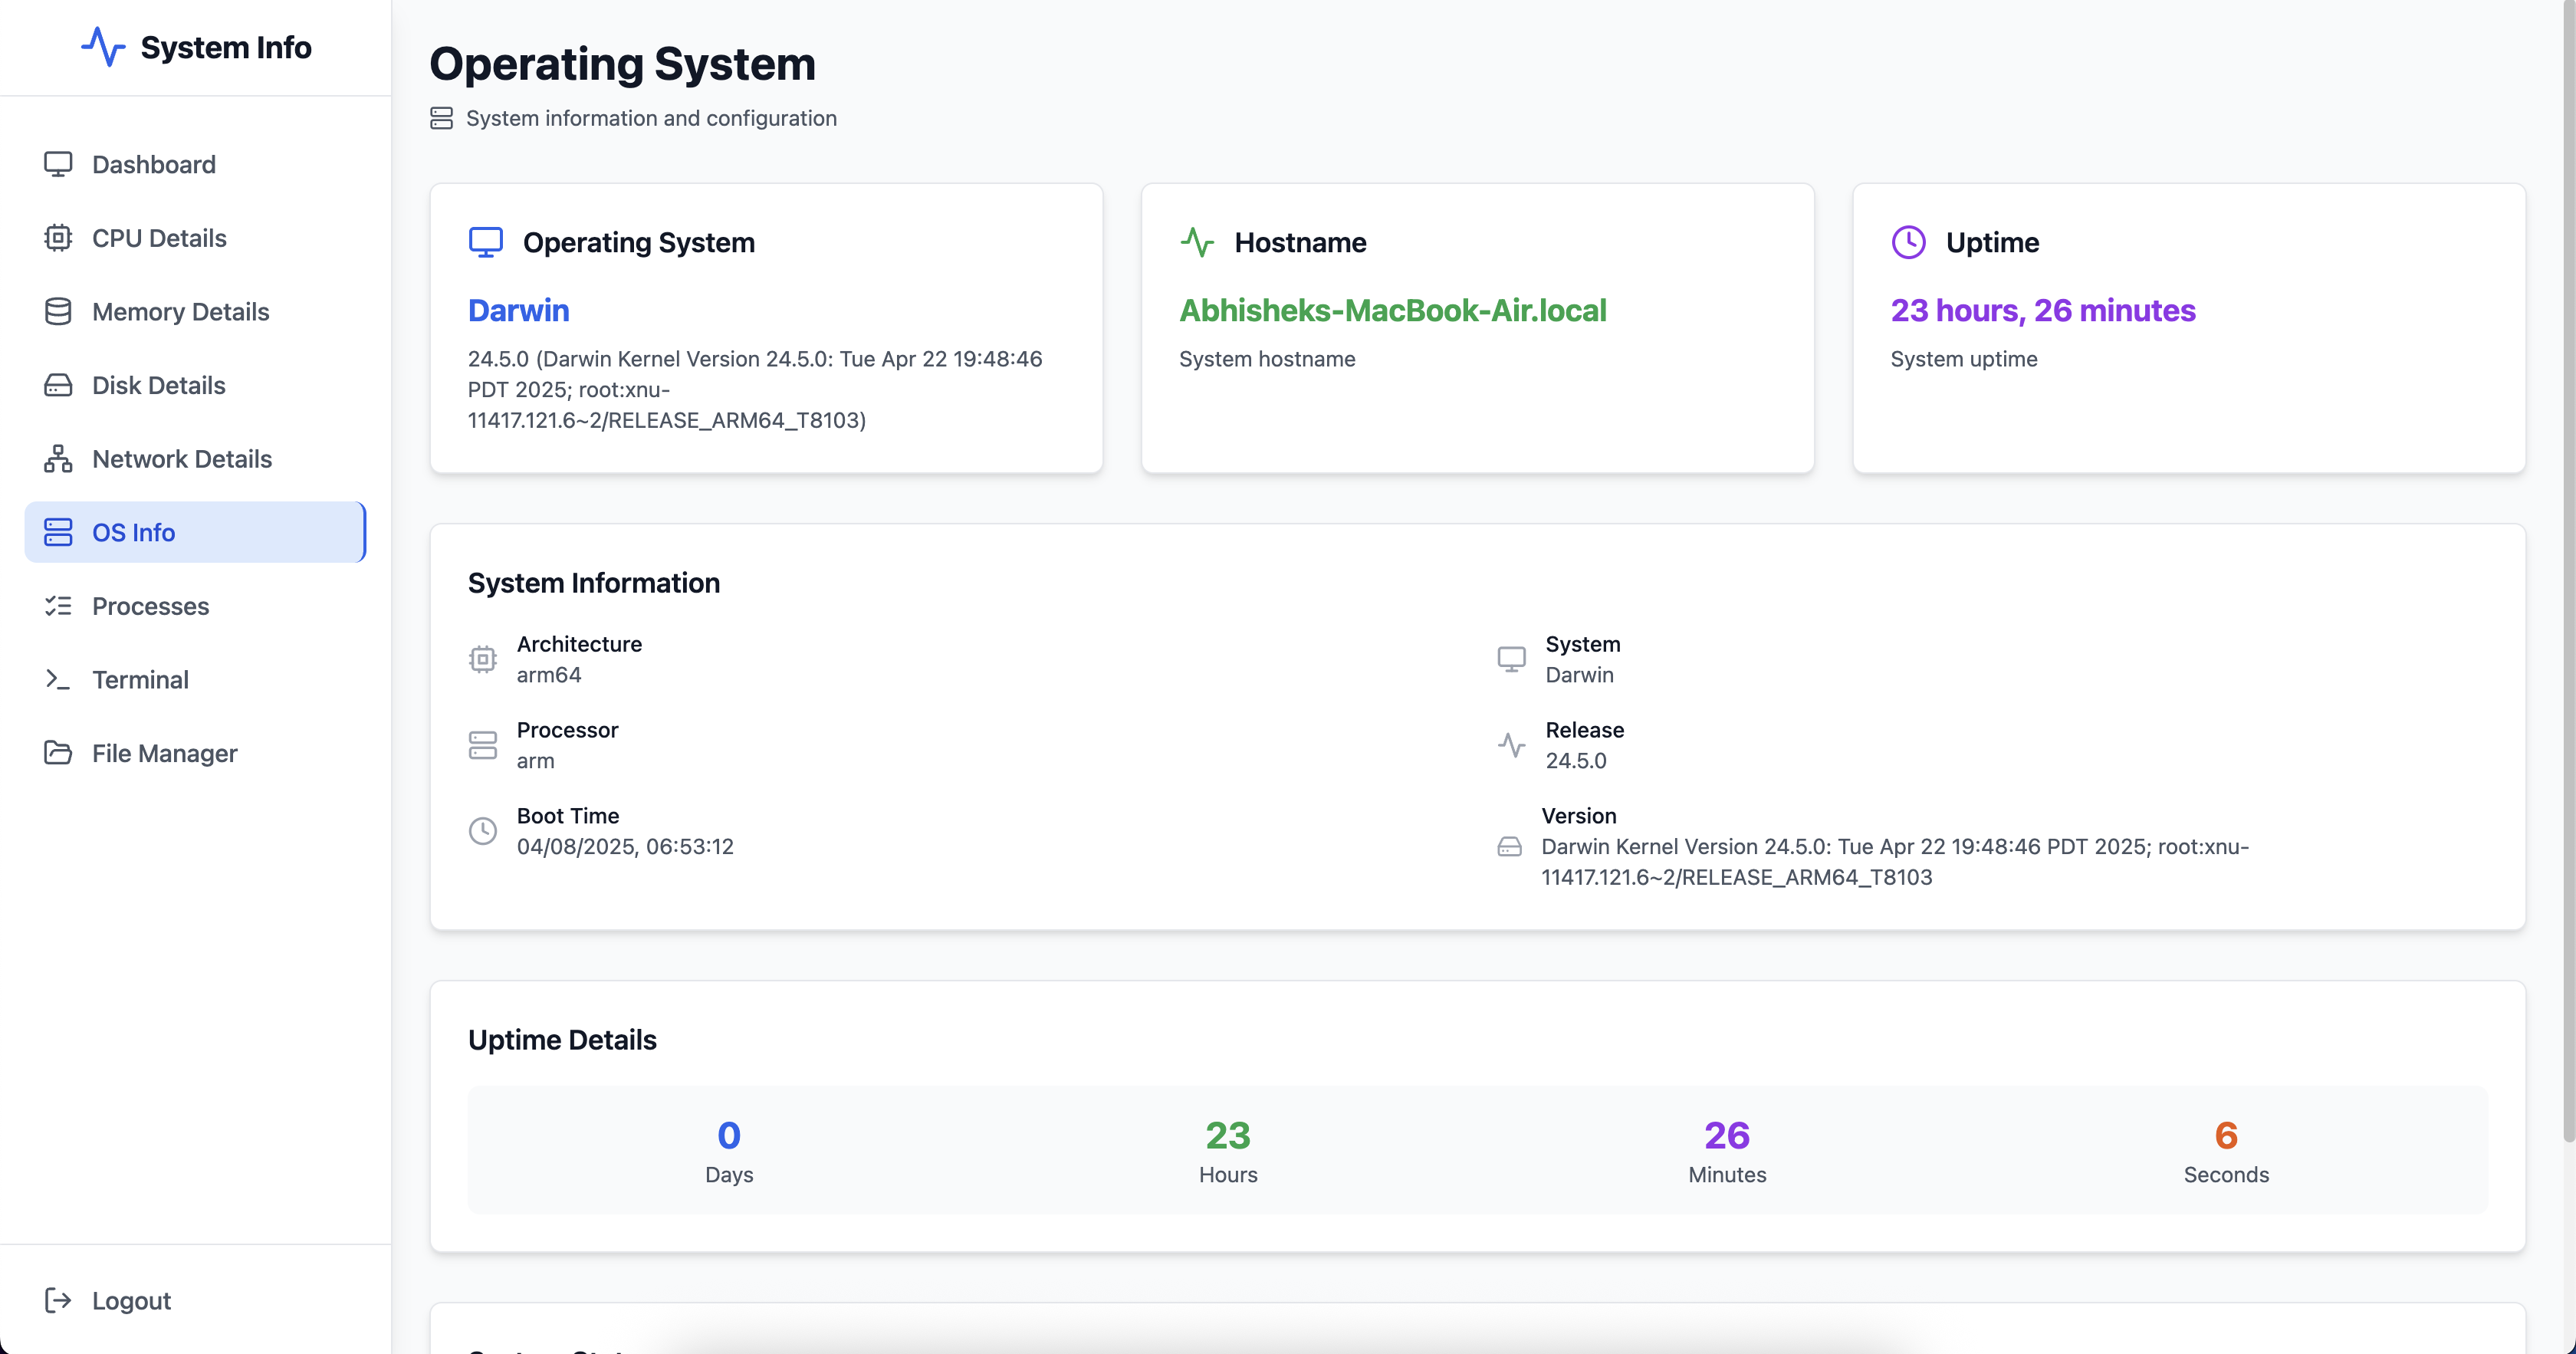 System Info
Dashboard
CPU Details
Memory Details
Disk Details
Network Details
OS Info
Processes
Terminal
File Manager
Logout
Operating System
System information and configuration
Operating System
Darwin
24.5.0 (Darwin Kernel Version 24.5.0: Tue Apr 22 19:48:46
PDT 2025; root:xnu-
11417.121.6~2/RELEASE_ARM64_T8103)
Hostname
Abhisheks-MacBook-Air.local
System hostname
Uptime
23 hours, 26 minutes
System uptime
System Information
Architecture
arm64
Processor
arm
Boot Time
04/08/2025, 06:53:12
System
Darwin
Release
24.5.0
Version
Darwin Kernel Version 24.5.0: Tue Apr 22 19:48:46 PDT 2025; root:xnu-
11417.121.6~2/RELEASE_ARM64_T8103
Uptime Details
0
Days
23
Hours
26
Minutes
6
Seconds